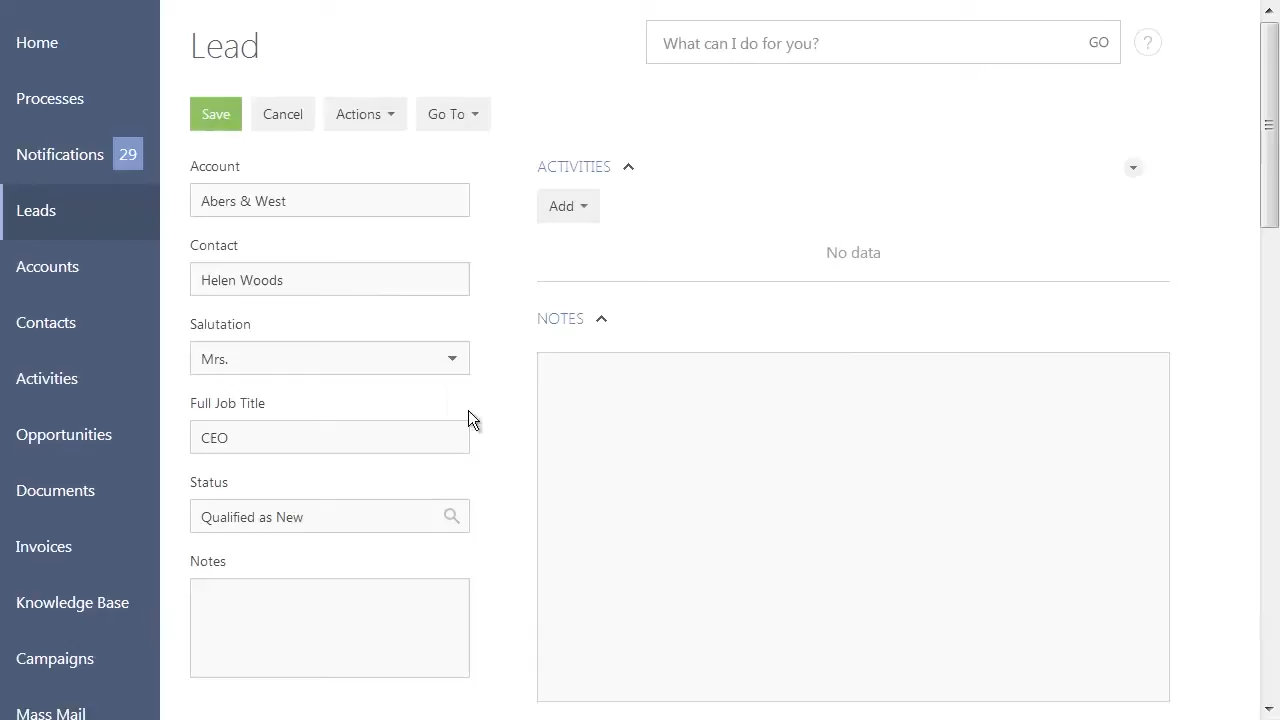 Home
Processes
Notifications 29
Leads
Accounts
Contacts
Activities
Opportunities
Documents
Invoices
Knowledge Base
Campaigns
Mass Mail
Lead
What can I do for you? GO ?
Save Cancel Actions Go To
Account
Abers & West
Contact
Helen Woods
Salutation
Mrs.
Full Job Title
CEO
Status
Qualified as New
Notes
ACTIVITIES
Add
No data
NOTES